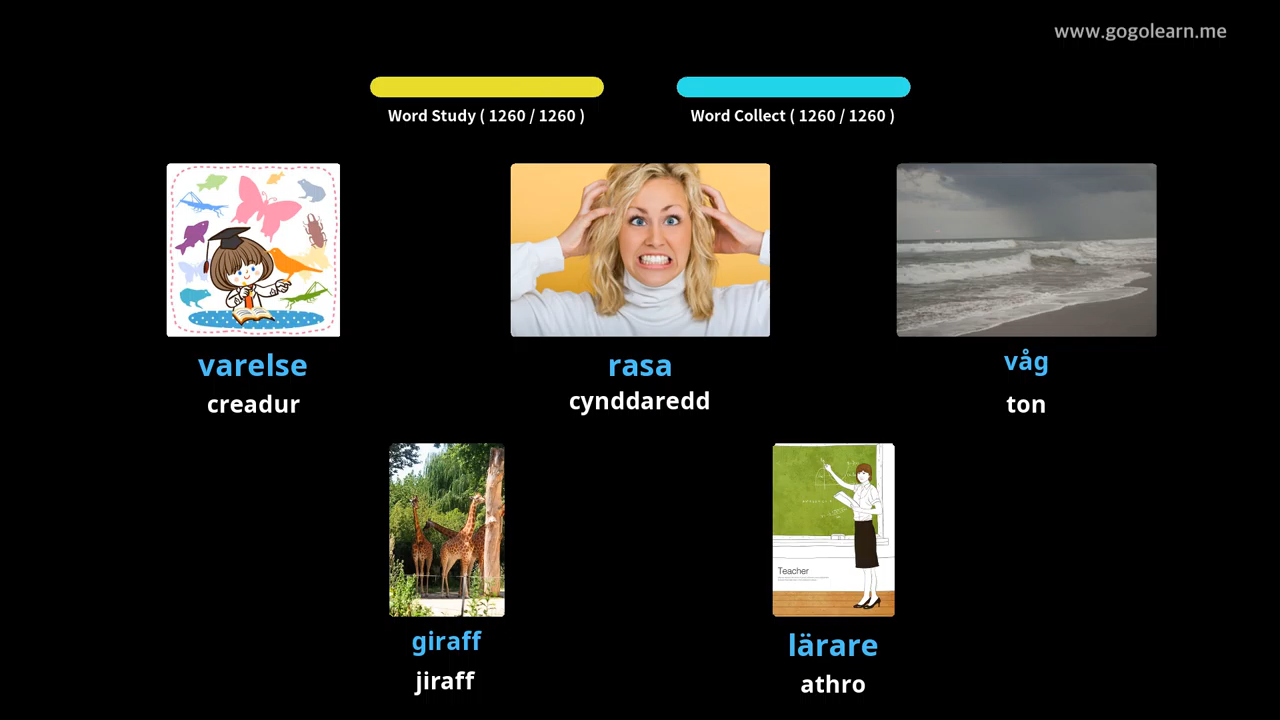 www.gogolearn.me
Word Study ( 1260 / 1260 )
Word Collect ( 1260 / 1260 )
varelse
creadur
rasa
cynddaredd
våg
ton
Teacher
giraff
jiraff
lärare
athro